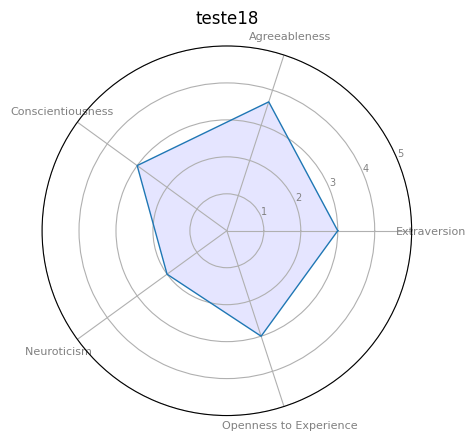 teste18
Agreeableness
Conscientiousness
5
4
3
2
1
Extraversion
Neuroticism
Openness to Experience